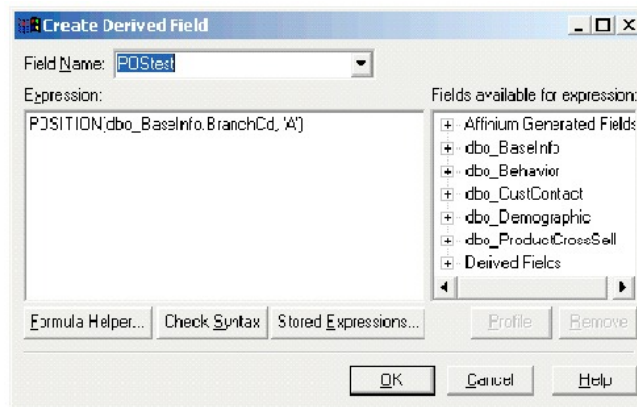 Create Derived Field
Field Name: POStest
Expression:
Fields available for expression:
POSITION(dbo_BaseInfo.BranchCd, 'A')
Affinium Generated Fields
dbo_BaseInfo
dbo_Behavior
dbo_CustContact
dbo_Demographic
dbo_ProductCrossSell
Derived Fields
Formula Helper...
Check Syntax
Stored Expressions...
Profile
Remove
OK
Cancel
Help